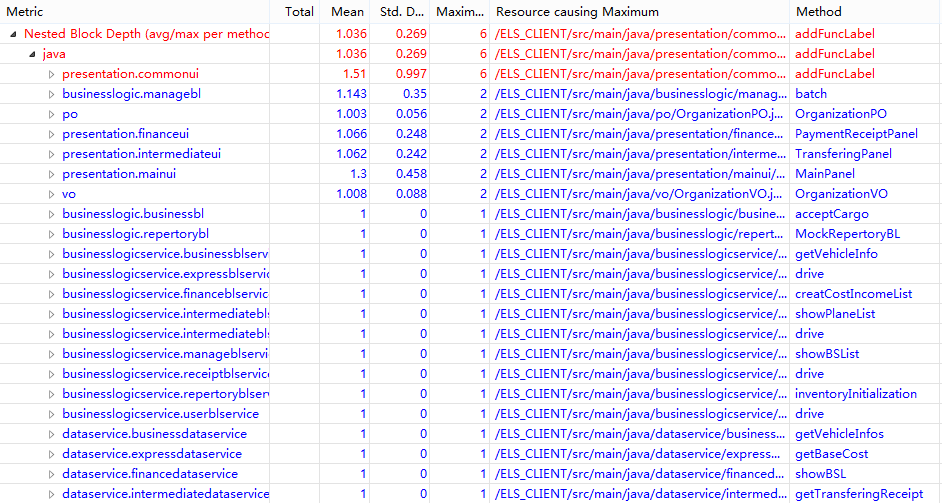 Metric Total Mean Std. D... Maxim... Resource causing Maximum Method
Nested Block Depth (avg/max per method 1.036 0.269 6 /ELS_CLIENT/src/main/java/presentation/commo... addFuncLabel
java 1.036 0.269 6 /ELS_CLIENT/src/main/java/presentation/commo... addFuncLabel
presentation.commonui 1.51 0.997 6 /ELS_CLIENT/src/main/java/presentation/commo... addFuncLabel
businesslogic.managebl 1.143 0.35 2 /ELS_CLIENT/src/main/java/businesslogic/manag... batch
po 1.003 0.056 2 /ELS_CLIENT/src/main/java/po/OrganizationPO.j... OrganizationPO
presentation.financeui 1.066 0.248 2 /ELS_CLIENT/src/main/java/presentation/finance... PaymentReceiptPanel
presentation.intermediateui 1.062 0.242 2 /ELS_CLIENT/src/main/java/presentation/interme... TransferingPanel
presentation.mainui 1.3 0.458 2 /ELS_CLIENT/src/main/java/presentation/mainui/... MainPanel
vo 1.008 0.088 2 /ELS_CLIENT/src/main/java/vo/OrganizationVO.j... OrganizationVO
businesslogic.businessbl 1 0 1 /ELS_CLIENT/src/main/java/businesslogic/busine... acceptCargo
businesslogic.repertorybl 1 0 1 /ELS_CLIENT/src/main/java/businesslogic/repert... MockRepertoryBL
businesslogicservice.businessblservic 1 0 1 /ELS_CLIENT/src/main/java/businesslogicservice/... getVehicleInfo
businesslogicservice.expressblservic 1 0 1 /ELS_CLIENT/src/main/java/businesslogicservice/... drive
businesslogicservice.financeblservic 1 0 1 /ELS_CLIENT/src/main/java/businesslogicservice/... creatCostIncomeList
businesslogicservice.intermediatebl 1 0 1 /ELS_CLIENT/src/main/java/businesslogicservice/... showPlaneList
businesslogicservice.intermediatebl 1 0 1 /ELS_CLIENT/src/main/java/businesslogicservice/... drive
businesslogicservice.manageblservi 1 0 1 /ELS_CLIENT/src/main/java/businesslogicservice/... showBSList
businesslogicservice.receiptblservic 1 0 1 /ELS_CLIENT/src/main/java/businesslogicservice/... drive
businesslogicservice.repertoryblserv 1 0 1 /ELS_CLIENT/src/main/java/businesslogicservice/... inventoryInitialization
businesslogicservice.userblservice 1 0 1 /ELS_CLIENT/src/main/java/businesslogicservice/... drive
dataservice.businessdataservice 1 0 1 /ELS_CLIENT/src/main/java/dataservice/business... getVehicleInfos
dataservice.expressdataservice 1 0 1 /ELS_CLIENT/src/main/java/dataservice/express... getBaseCost
dataservice.financedataservice 1 0 1 /ELS_CLIENT/src/main/java/dataservice/financed... showBSL
dataservice.intermediatedataservice 1 0 1 /ELS_CLIENT/src/main/java/dataservice/intermed... getTransferingReceipt